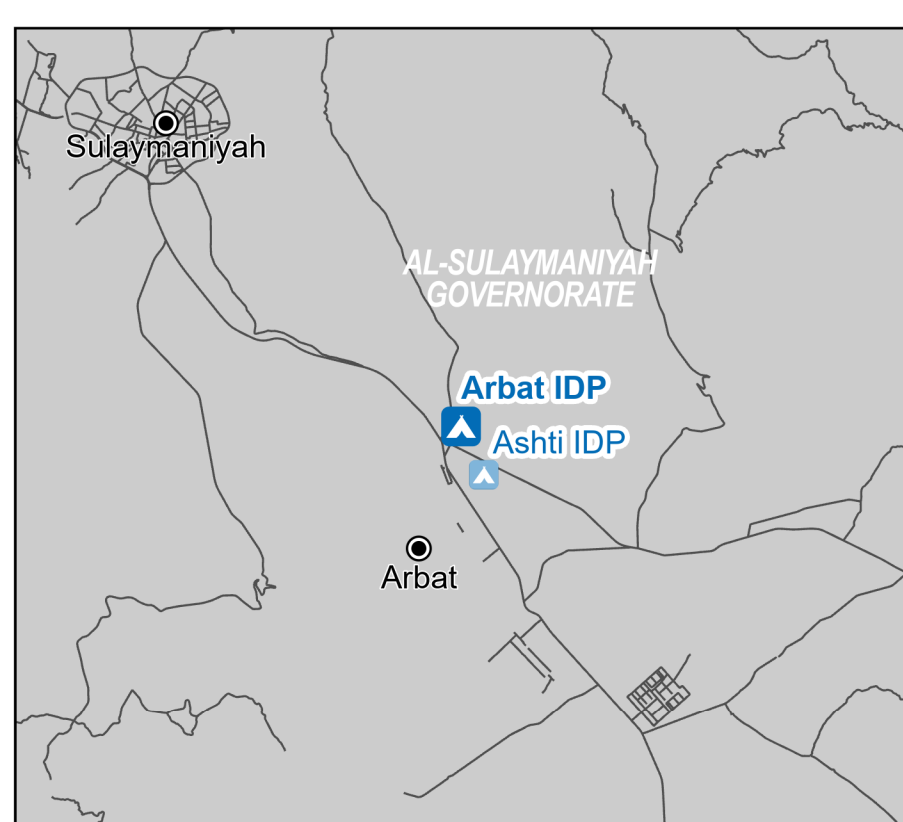 Sulaymaniyah
AL-SULAYMANIYAH
GOVERNORATE
Arbat IDP
Ashti IDP
Arbat